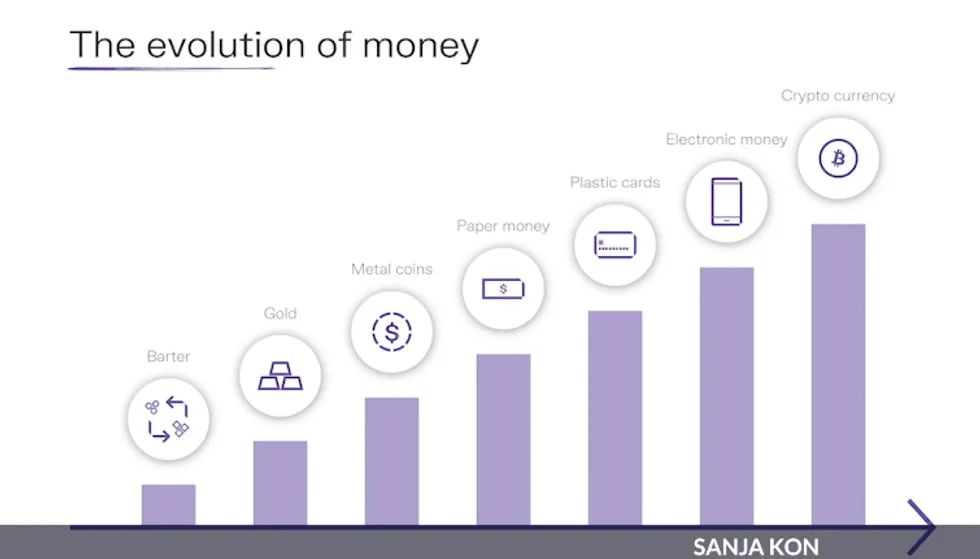 The evolution of money
Crypto currency
Electronic money
Plastic cards
Paper money
Metal coins
Gold
Barter
$
$
SANJA KON